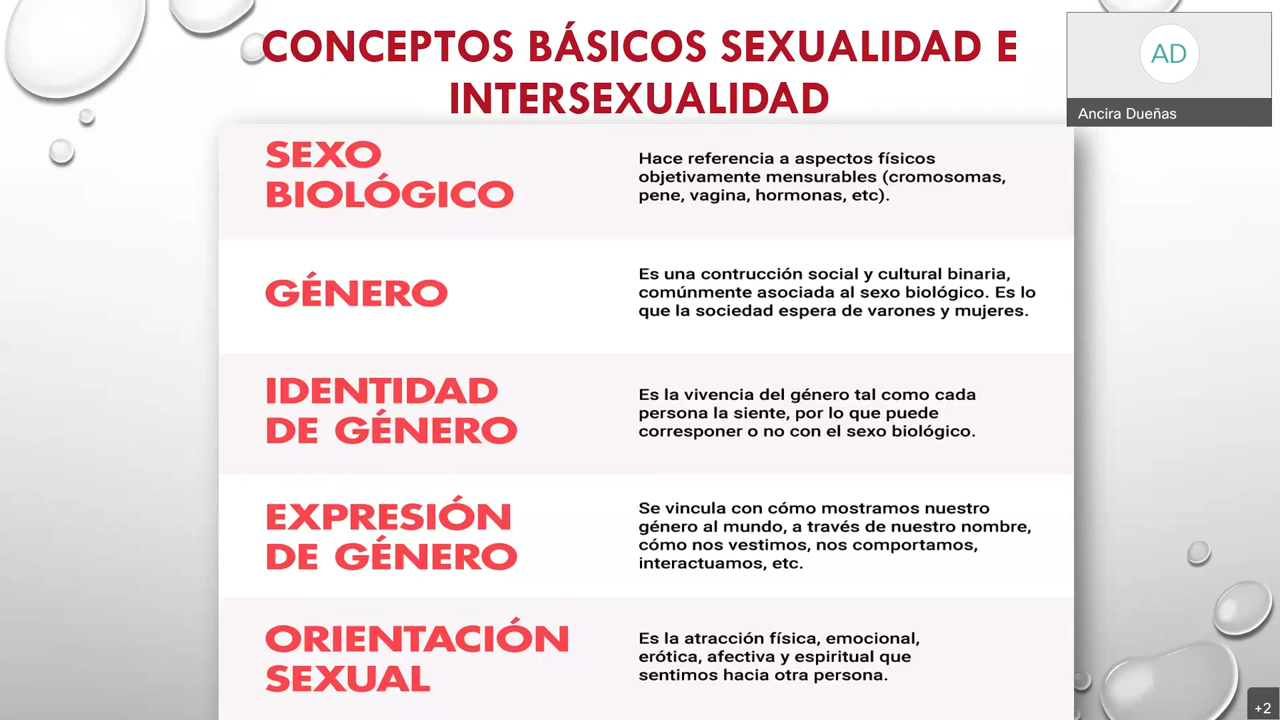 CONCEPTOS BÁSICOS SEXUALIDAD E
INTERSEXUALIDAD
AD
Ancira Dueñas
SEXO
BIOLÓGICO
Hace referencia a aspectos físicos
objetivamente mensurables (cromosomas,
pene, vagina, hormonas, etc).
GÉNERO
Es una contrucción social y cultural binaria,
comúnmente asociada al sexo biológico. Es lo
que la sociedad espera de varones y mujeres.
IDENTIDAD
DE GÉNERO
Es la vivencia del género tal como cada
persona la siente, por lo que puede
corresponer o no con el sexo biológico.
EXPRESIÓN
DE GÉNERO
Se vincula con cómo mostramos nuestro
género al mundo, a través de nuestro nombre,
cómo nos vestimos, nos comportamos,
interactuamos, etc.
ORIENTACIÓN
SEXUAL
Es la atracción física, emocional,
erótica, afectiva y espiritual que
sentimos hacia otra persona.
+2